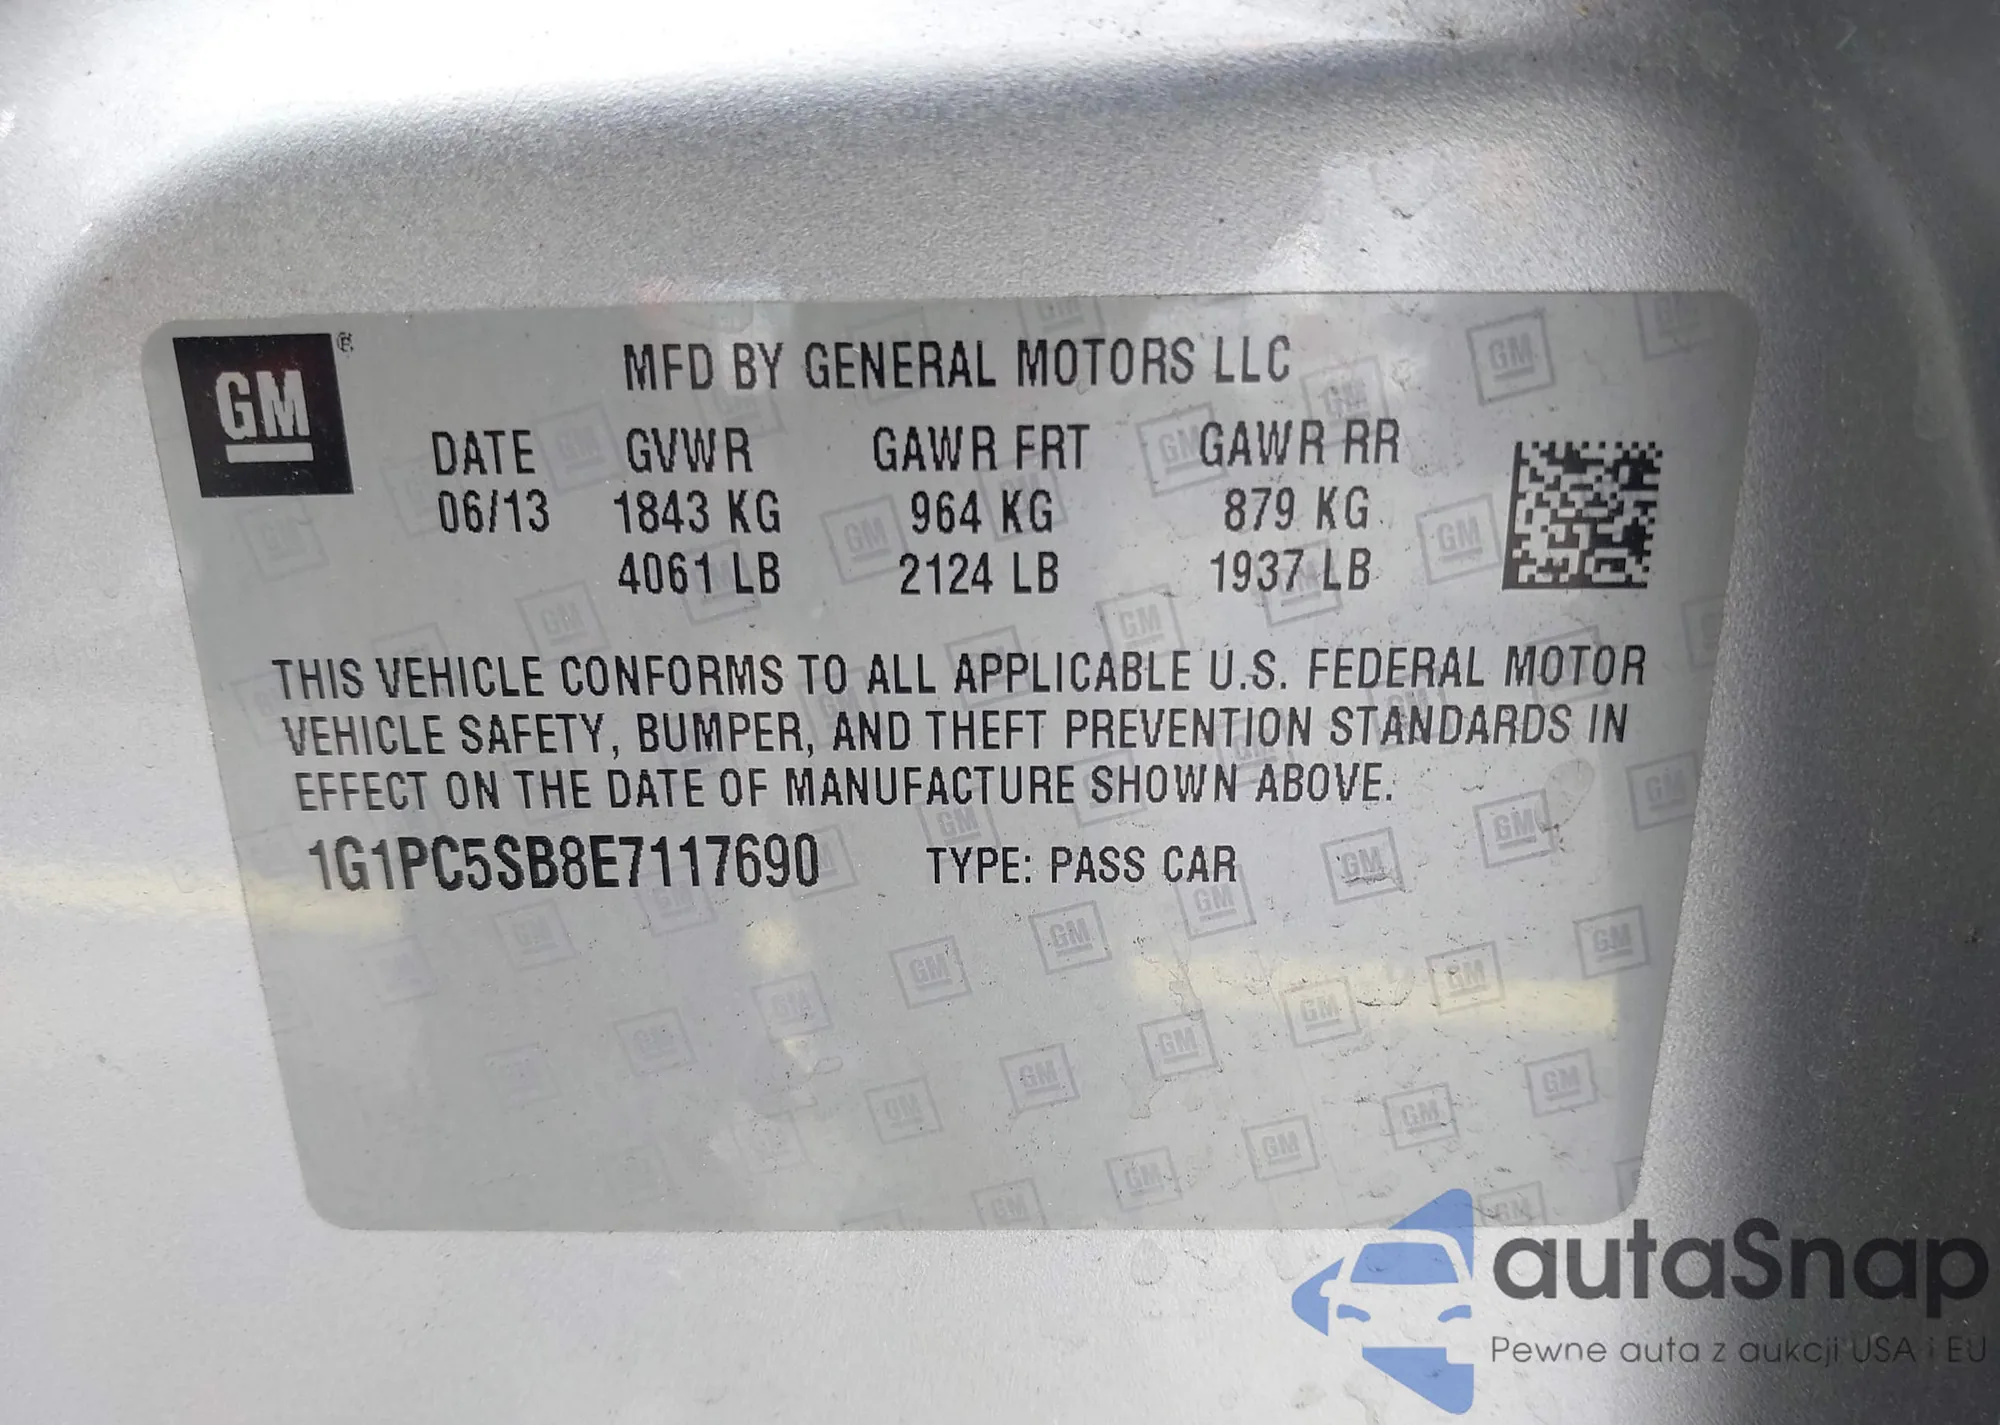 GM ®
MFD BY GENERAL MOTORS LLC
DATE GVWR GAWR FRT GAWR RR
06/13 1843 KG 964 KG 879 KG
4061 LB 2124 LB 1937 LB
THIS VEHICLE CONFORMS TO ALL APPLICABLE U.S. FEDERAL MOTOR
VEHICLE SAFETY, BUMPER, AND THEFT PREVENTION STANDARDS IN
EFFECT ON THE DATE OF MANUFACTURE SHOWN ABOVE.
1G1PC5SB8E7117690 TYPE: PASS CAR
autaSnap
Pewne auta z aukcji USA i EU